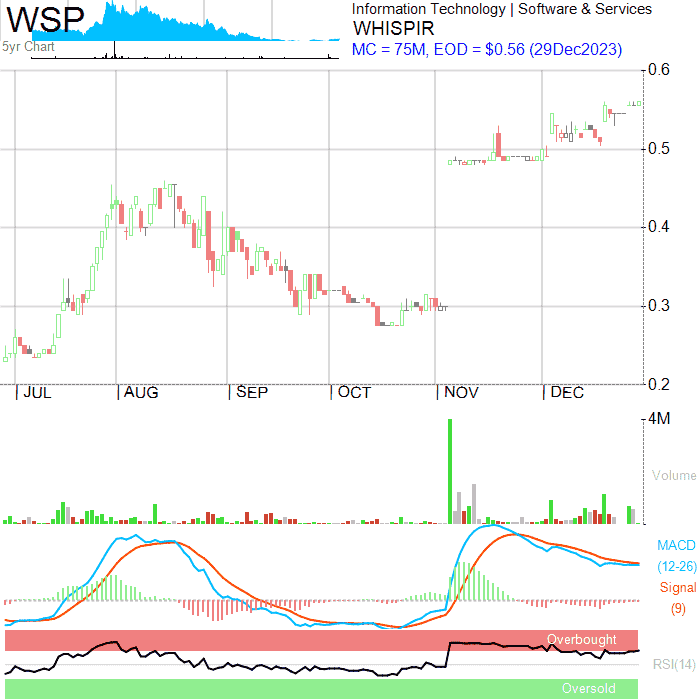 WSP
5yr Chart
Information Technology | Software & Services
WHISPIR
MC = 75M, EOD = $0.56 (29Dec2023)
0.6
0.5
0.4
0.3
0.2
JUL
AUG
SEP
OCT
NOV
DEC
4M
Volume
MACD
(12-26)
Signal
(9)
Overbought
RSI(14)
Oversold